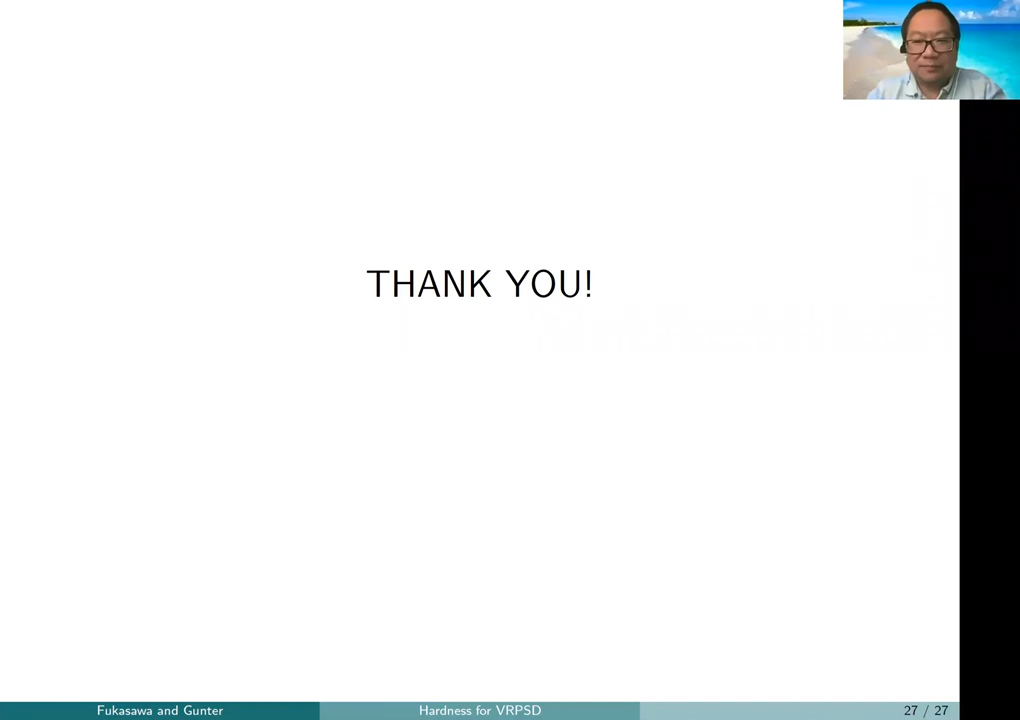 THANK YOU!
Fukasawa and Gunter
Hardness for VRPSD
27 / 27